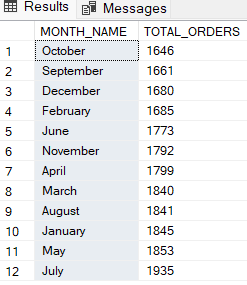 Results Messages
MONTH_NAME TOTAL_ORDERS
1 October 1646
2 September 1661
3 December 1680
4 February 1685
5 June 1773
6 November 1792
7 April 1799
8 March 1840
9 August 1841
10 January 1845
11 May 1853
12 July 1935